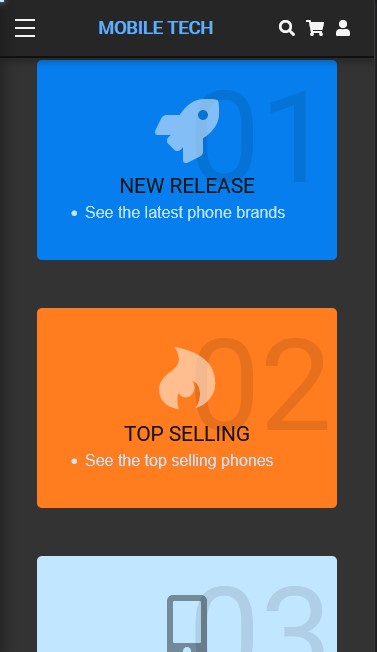 MOBILE TECH
01
NEW RELEASE
• See the latest phone brands
02
TOP SELLING
• See the top selling phones
03